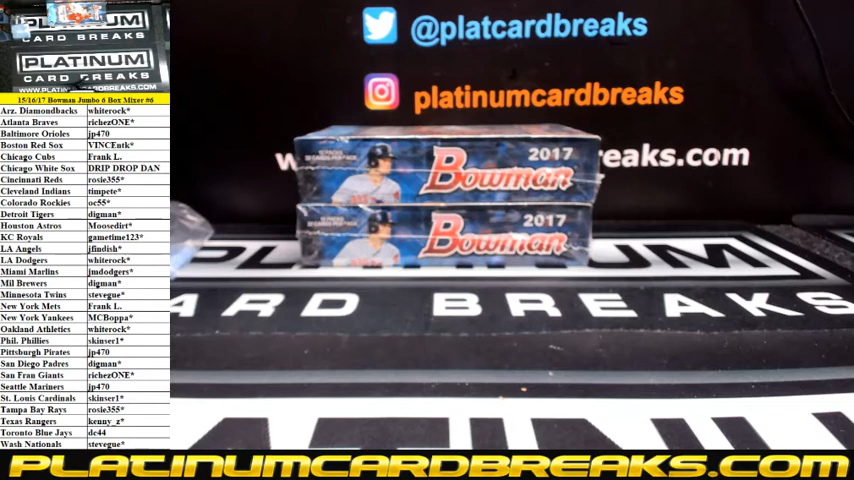 PLATINUM
CARD BREAKS
PLATINUM
CARD BREAKS
15/16/17 Bowman Jumbo 6 Box Mixer #6
Arz. Diamondbacks whiterock*
Atlanta Braves richezONE*
Baltimore Orioles jp470
Boston Red Sox VINCEntk*
Chicago Cubs Frank L.
Chicago White Sox DRIP DROP DAN
Cincinnati Reds rosie355*
Cleveland Indians timpete*
Colorado Rockies oc55*
Detroit Tigers digman*
Houston Astros Moosedirt*
KC Royals gametime123*
LA Angels jfindish*
LA Dodgers whiterock*
Miami Marlins jmdodgers*
Mil Brewers digman*
Minnesota Twins stevegue*
New York Mets Frank L.
New York Yankees MCBoppa*
Oakland Athletics whiterock*
Phil. Phillies skinser1*
Pittsburgh Pirates jp470
San Diego Padres digman*
San Fran Giants richezONE*
Seattle Mariners jp470
St. Louis Cardinals skinser1*
Tampa Bay Rays rosie355*
Texas Rangers kenny_z*
Toronto Blue Jays dc44
Wash Nationals stevegue*
@platcardbreaks
platinumcardbreaks
w
eaks.com
2017
Bowman
2017
Bowman
PLATINUM
CARD BREAKS
PLATINUMCARDBREAKS.COM